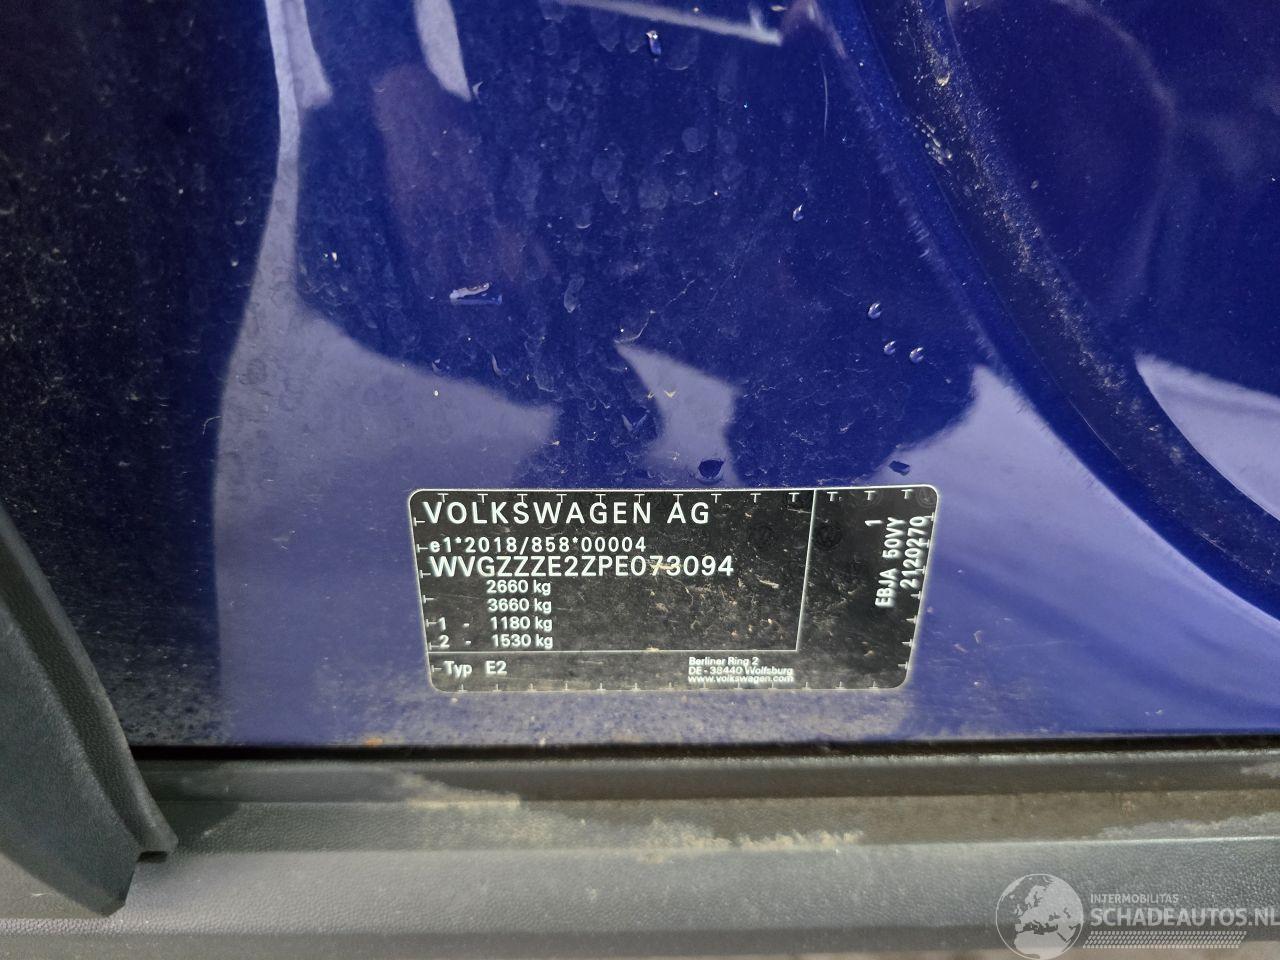 VOLKSWAGEN AG
e1*2018/858*00004
WVGZZZE2ZPE073094
2660 kg
3660 kg
1 - 1180 kg
2 - 1530 kg
Typ E2
Berliner Ring 2
DE - 38440 Wolfsburg
www.volkswagen.com
1
EBJA 50VY
2120270
INTERMOBILITAS
SCHADEAUTOS.NL